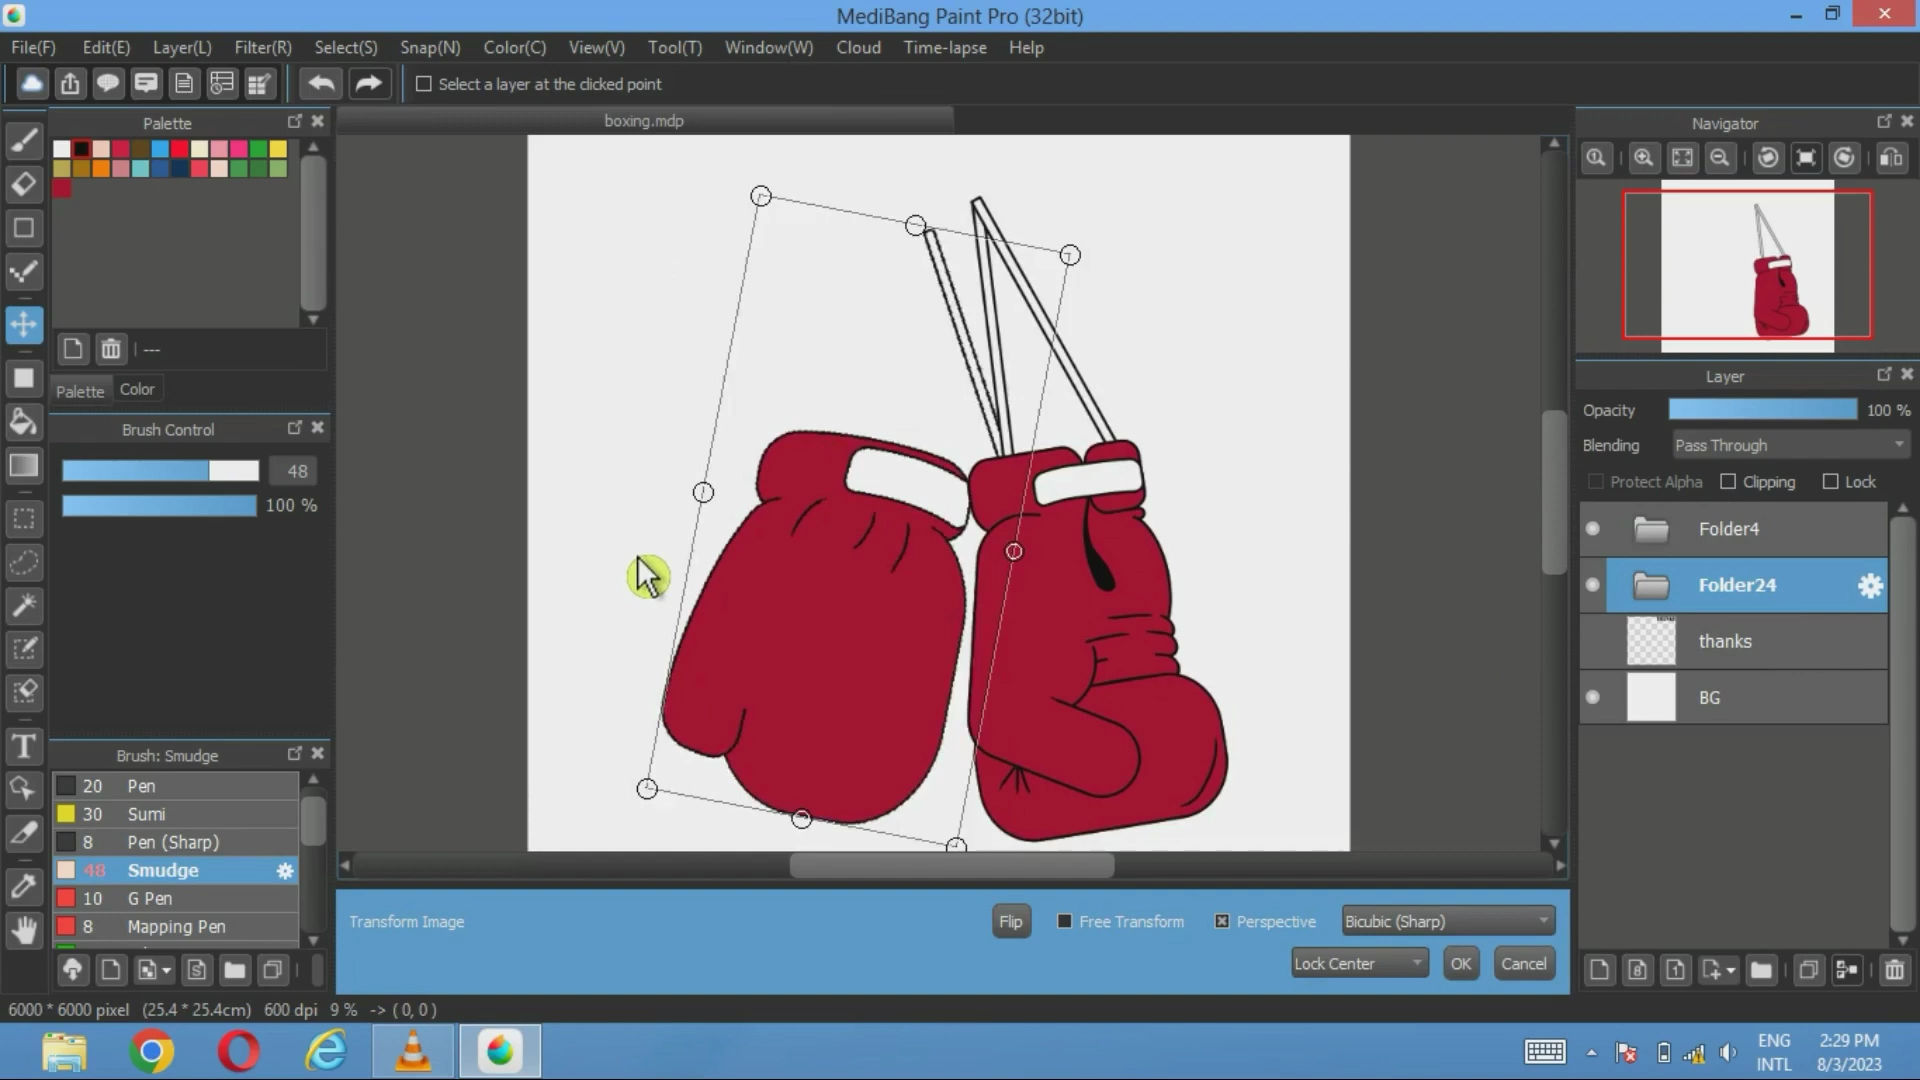 MediBang Paint Pro (32bit)
File(F) Edit(E) Layer(L) Filter(R) Select(S) Snap(N) Color(C) View(V) Tool(T) Window(W) Cloud Time-lapse Help
Select a layer at the clicked point
Palette
boxing.mdp
Navigator
---
Palette Color
Brush Control
48
100 %
Layer
Opacity 100 %
Blending Pass Through
Protect Alpha Clipping Lock
Folder4
Folder24
thanks
BG
Brush: Smudge
20 Pen
30 Sumi
8 Pen (Sharp)
48 Smudge
10 G Pen
8 Mapping Pen
Transform Image
Flip Free Transform Perspective Bicubic (Sharp)
Lock Center OK Cancel
6000 * 6000 pixel (25.4 * 25.4cm) 600 dpi 9 % -> ( 0, 0 )
ENG
INTL
2:29 PM
8/3/2023